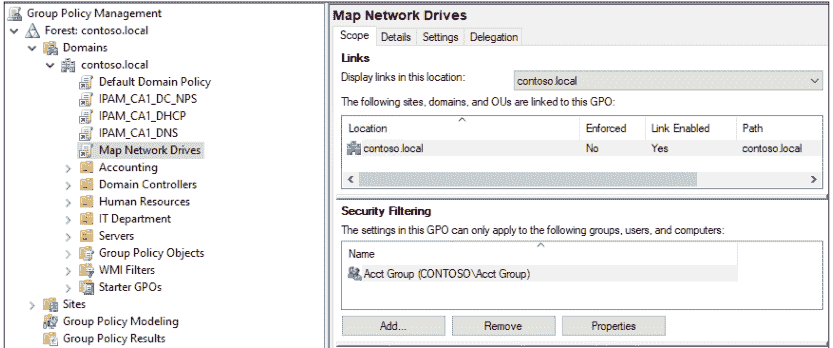 Group Policy Management
Forest: contoso.local
Domains
contoso.local
Default Domain Policy
IPAM_CA1_DC_NPS
IPAM_CA1_DHCP
IPAM_CA1_DNS
Map Network Drives
Accounting
Domain Controllers
Human Resources
IT Department
Servers
Group Policy Objects
WMI Filters
Starter GPOs
Sites
Group Policy Modeling
Group Policy Results
Map Network Drives
Scope Details Settings Delegation
Links
Display links in this location: contoso.local
The following sites, domains, and OUs are linked to this GPO:
Location Enforced Link Enabled Path
contoso.local No Yes contoso.local
Security Filtering
The settings in this GPO can only apply to the following groups, users, and computers:
Name
Acct Group (CONTOSO\Acct Group)
Add... Remove Properties